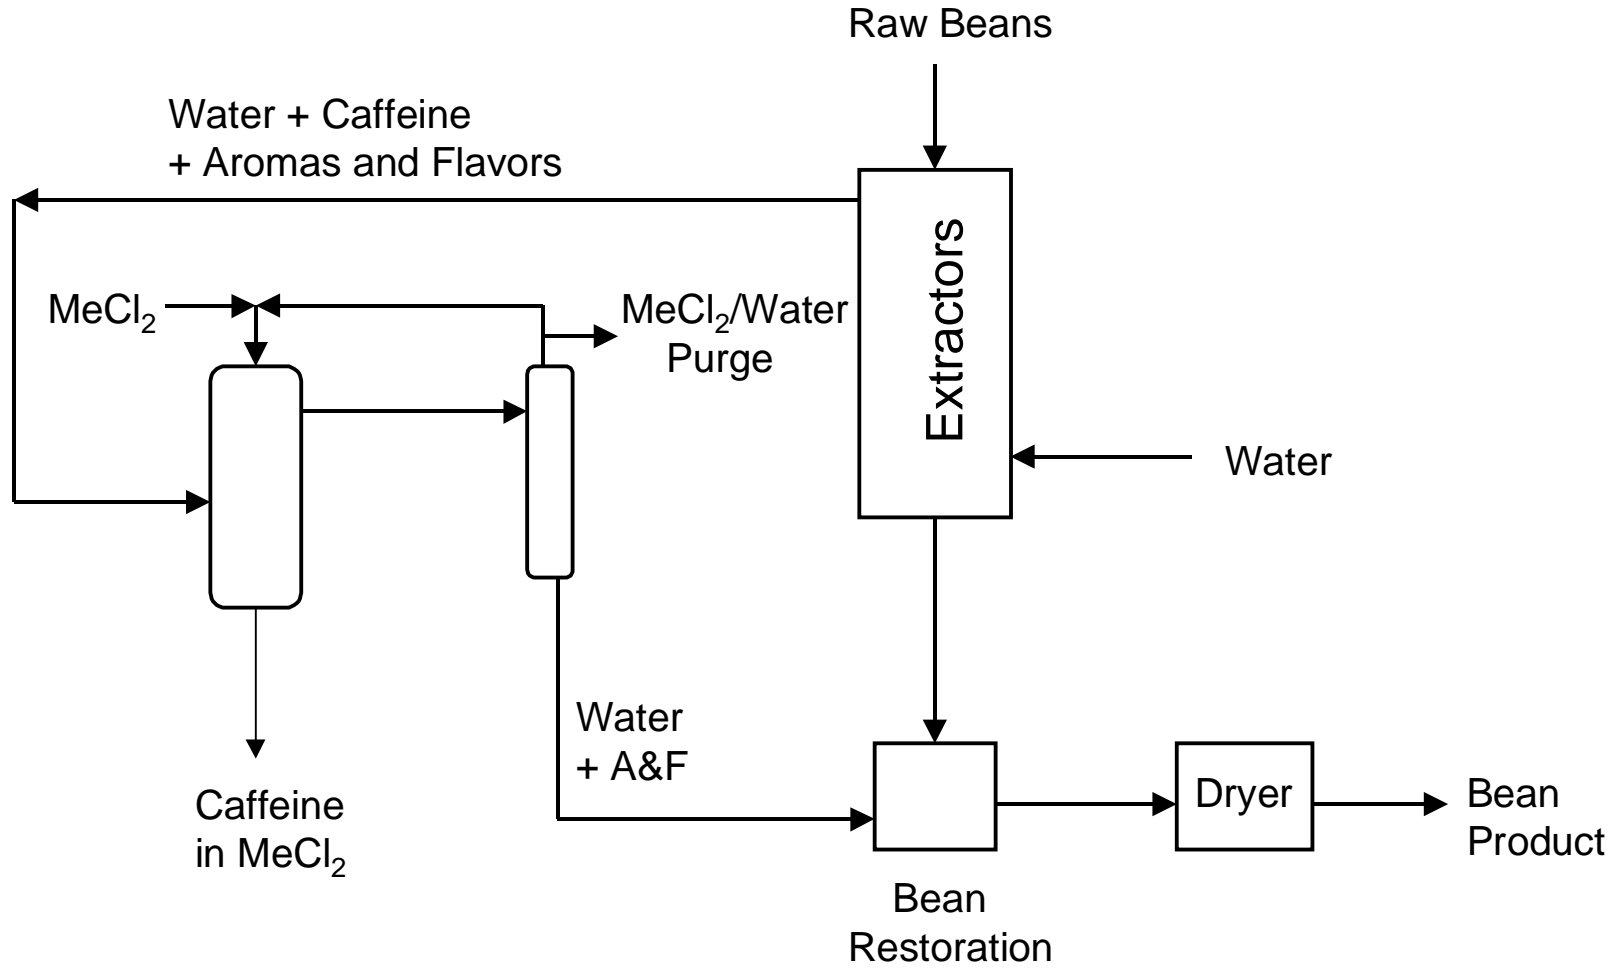 Raw Beans
Water + Caffeine
+ Aromas and Flavors
MeCl₂
MeCl₂/Water
Purge
Extractors
Water
Water
+ A&F
Caffeine
in MeCl₂
Dryer
Bean
Product
Bean
Restoration